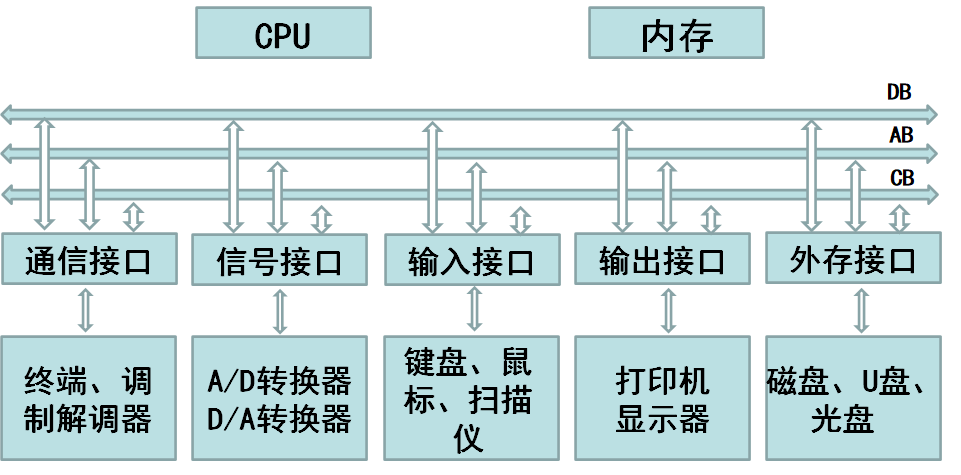 CPU
内存
DB
AB
CB
通信接口
信号接口
输入接口
输出接口
外存接口
终端、调
制解调器
A/D转换器
D/A转换器
键盘、鼠
标、扫描
仪
打印机
显示器
磁盘、U盘、
光盘